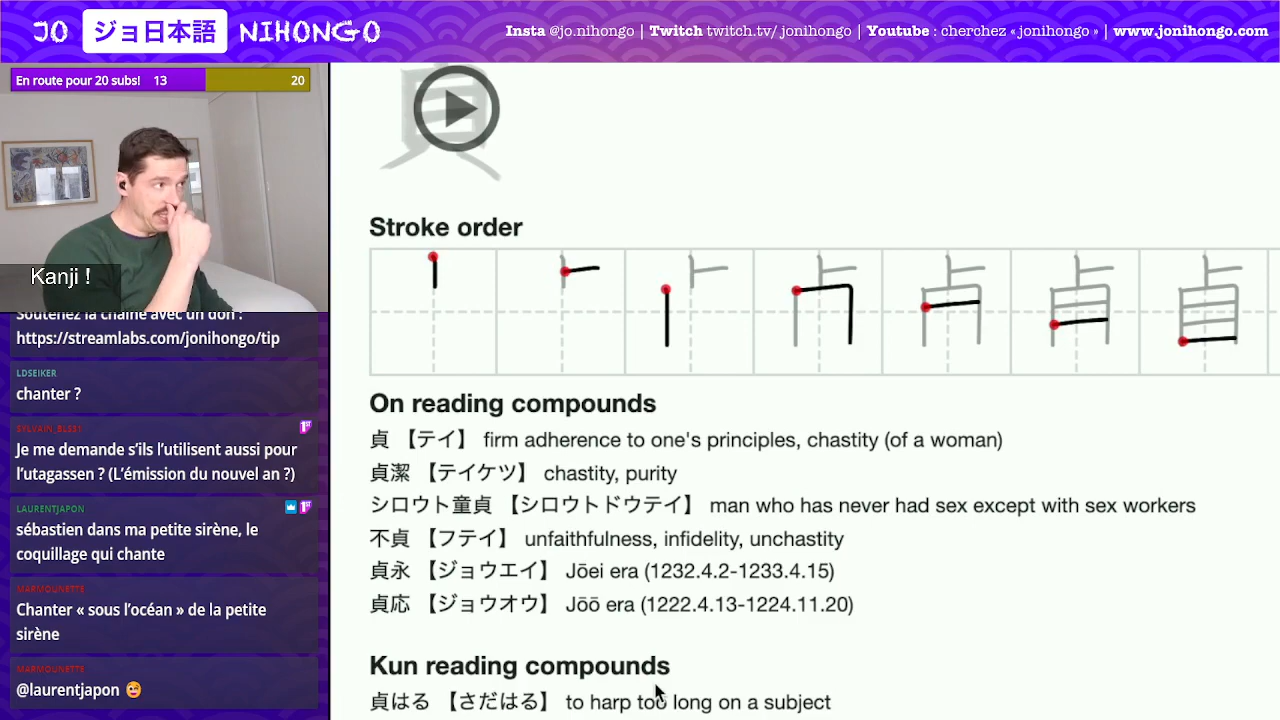 JO ジョ日本語 NIHONGO
Insta @jo.nihongo | Twitch twitch.tv/ jonihongo | Youtube : cherchez « jonihongo » | www.jonihongo.com
En route pour 20 subs! 13 20
Kanji !
Soutenez la chaîne avec un don :
https://streamlabs.com/jonihongo/tip
LDSEIKER
chanter ?
SYLVAIN_BLS31
Je me demande s'ils l'utilisent aussi pour
l'utagassen ? (L'émission du nouvel an ?)
LAURENTJAPON
sébastien dans ma petite sirène, le
coquillage qui chante
MARMOUNETTE
Chanter « sous l'océan » de la petite
sirène
MARMOUNETTE
@laurentjapon 😄
貞
Stroke order
On reading compounds
貞 【テイ】 firm adherence to one's principles, chastity (of a woman)
貞潔 【テイケツ】 chastity, purity
シロウト童貞 【シロウトドウテイ】 man who has never had sex except with sex workers
不貞 【フテイ】 unfaithfulness, infidelity, unchastity
貞永 【ジョウエイ】 Jōei era (1232.4.2-1233.4.15)
貞応 【ジョウオウ】 Jōō era (1222.4.13-1224.11.20)
Kun reading compounds
貞はる 【さだはる】 to harp too long on a subject